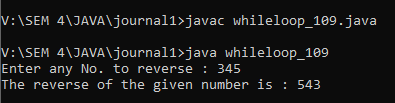 V:\SEM 4\JAVA\journal1>javac whileloop_109.java
V:\SEM 4\JAVA\journal1>java whileloop_109
Enter any No. to reverse : 345
The reverse of the given number is : 543